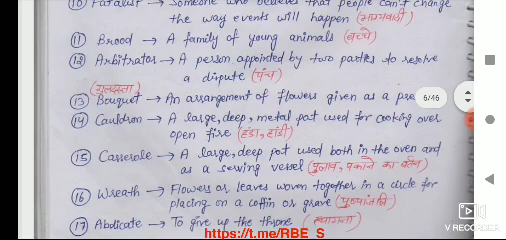 ⑩ Fatalist → Someone who believes that people can't change
the way events will happen (भाग्यवादी)
⑪ Brood → A family of young animals (बच्चे)
⑫ Arbitrator → A person appointed by two parties to resolve
a dispute (पंच)
(गुलदस्ता)
⑬ Bouquet → An arrangement of flowers given as a pre
6/46
⑭ Cauldron → A large, deep, metal pot used for cooking over
open fire (हंडा, हांडी)
⑮ Casserole → A large, deep pot used both in the oven and
as a serving vessel (पुलाव, पकाने का बर्तन)
⑯ Wreath → Flowers or leaves woven together in a circle for
placing on a coffin or grave (पुष्पांजलि)
REC
VREcorder
⑰ Abdicate → To give up the throne (त्यागना)
https://t.me/RBE_S